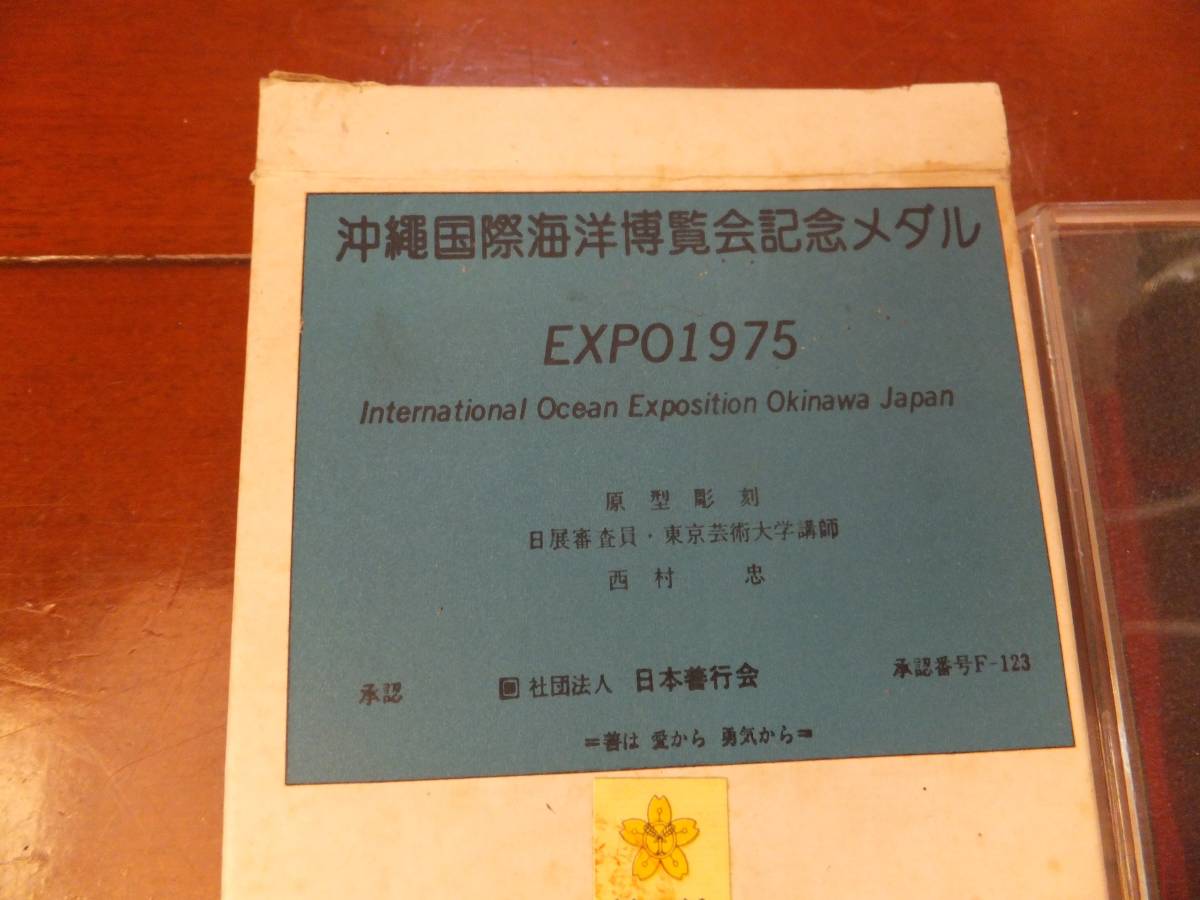 沖繩国際海洋博覧会記念メダル
EXPO1975
International Ocean Exposition Okinawa Japan
原型彫刻
日展審査員・東京芸術大学講師
西村 忠
承認 社団法人 日本善行会 承認番号F-123
=善は 愛から 勇気から=